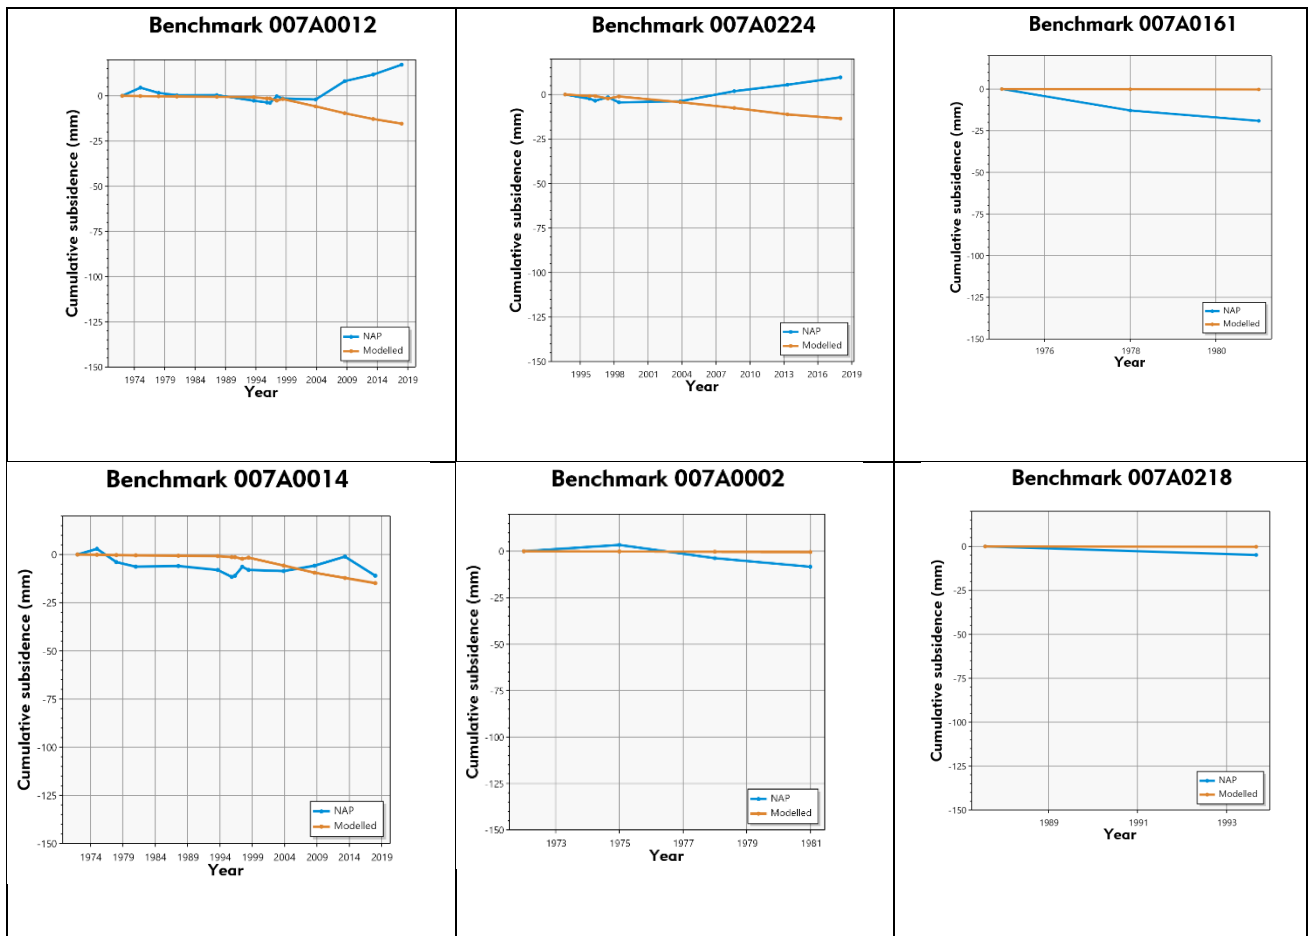 Benchmark 007A0012
Cumulative subsidence (mm)
0
-25
-50
-75
-100
-125
-150
NAP
Modelled
1974 1979 1984 1989 1994 1999 2004 2009 2014 2019
Year
Benchmark 007A0224
Cumulative subsidence (mm)
0
-25
-50
-75
-100
-125
-150
NAP
Modelled
1995 1998 2001 2004 2007 2010 2013 2016 2019
Year
Benchmark 007A0161
Cumulative subsidence (mm)
0
-25
-50
-75
-100
-125
-150
NAP
Modelled
1976 1978 1980
Year
Benchmark 007A0014
Cumulative subsidence (mm)
0
-25
-50
-75
-100
-125
-150
NAP
Modelled
1974 1979 1984 1989 1994 1999 2004 2009 2014 2019
Year
Benchmark 007A0002
Cumulative subsidence (mm)
0
-25
-50
-75
-100
-125
-150
NAP
Modelled
1973 1975 1977 1979 1981
Year
Benchmark 007A0218
Cumulative subsidence (mm)
0
-25
-50
-75
-100
-125
-150
NAP
Modelled
1989 1991 1993
Year